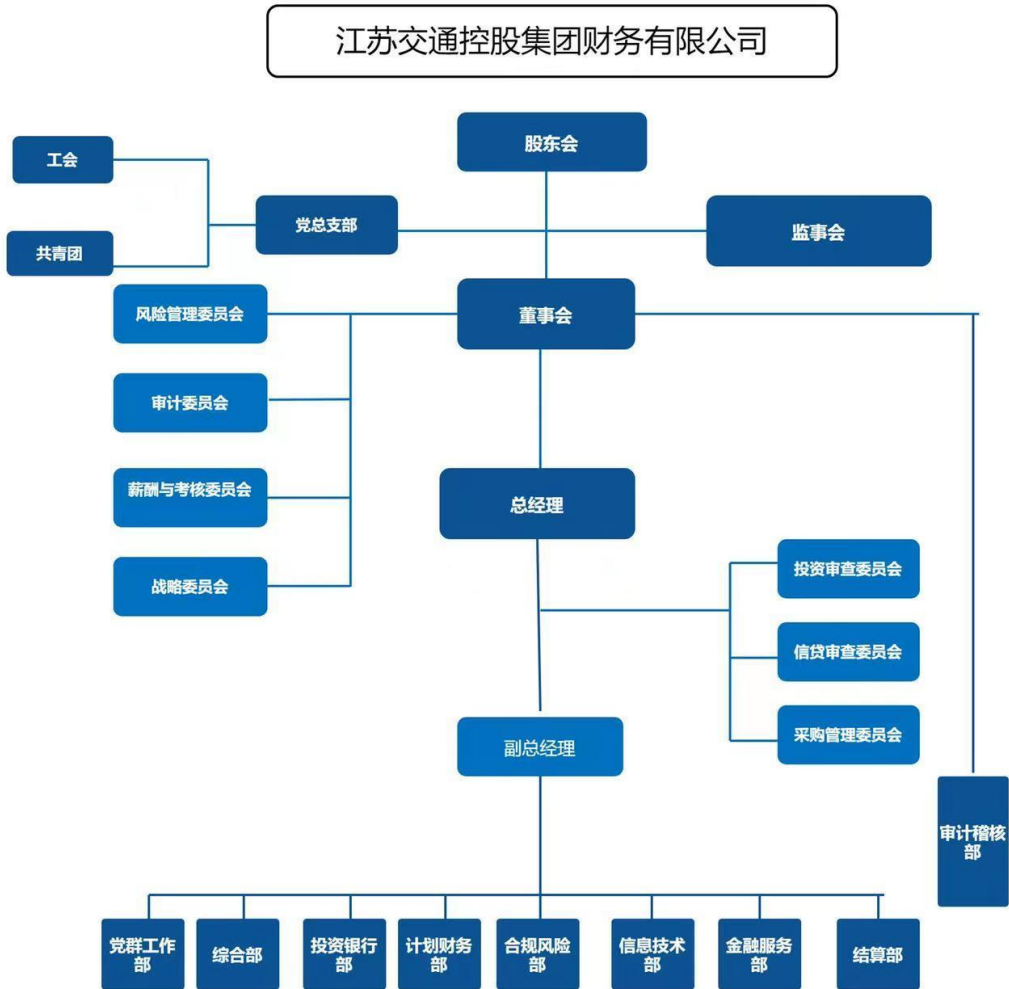 江苏交通控股集团财务有限公司
股东会
工会
党总支部
监事会
共青团
风险管理委员会
董事会
审计委员会
薪酬与考核委员会
总经理
投资审查委员会
战略委员会
信贷审查委员会
采购管理委员会
副总经理
审计稽核
部
党群工作
部
综合部
投资银行
部
计划财务
部
合规风险
部
信息技术
部
金融服务
部
结算部